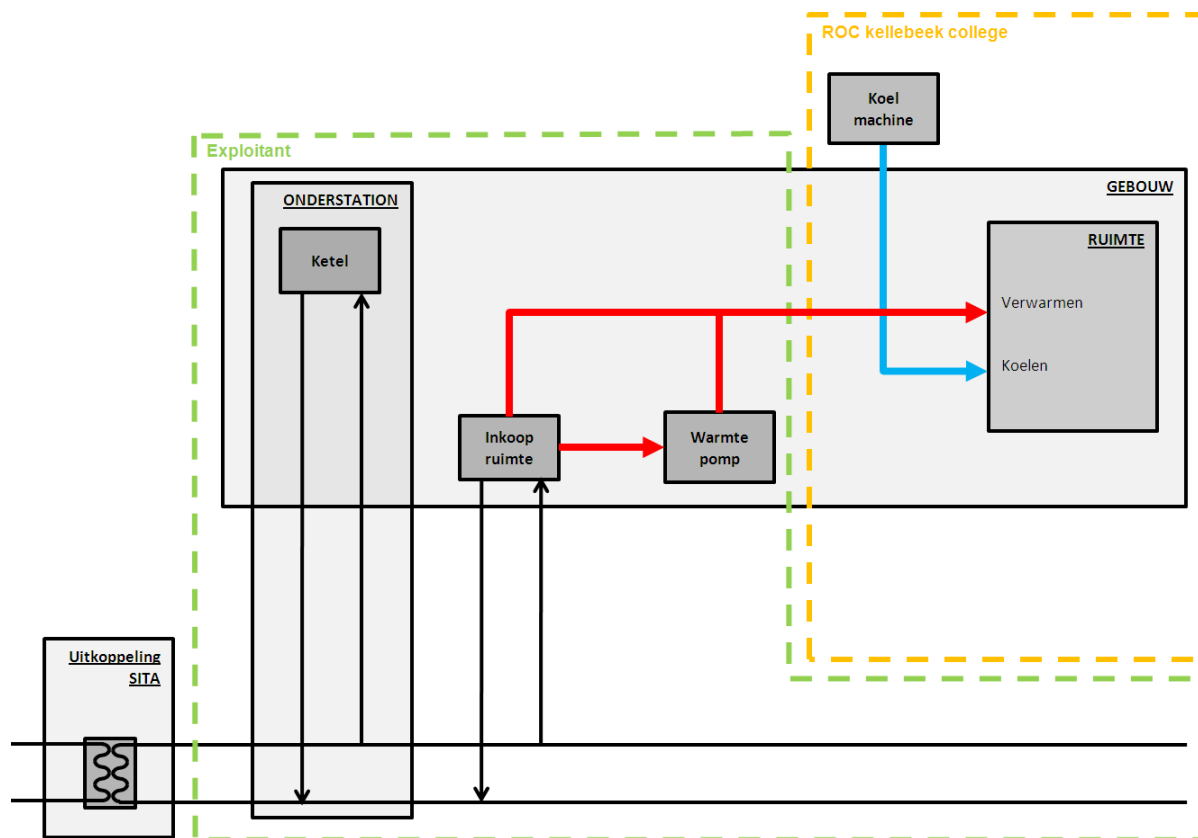 ROC kellebeek college
Koel
machine
Exploitant
GEBOUW
ONDERSTATION
Ketel
RUIMTE
Verwarmen
Koelen
Inkoop
ruimte
Warmte
pomp
Uitkoppeling
SITA